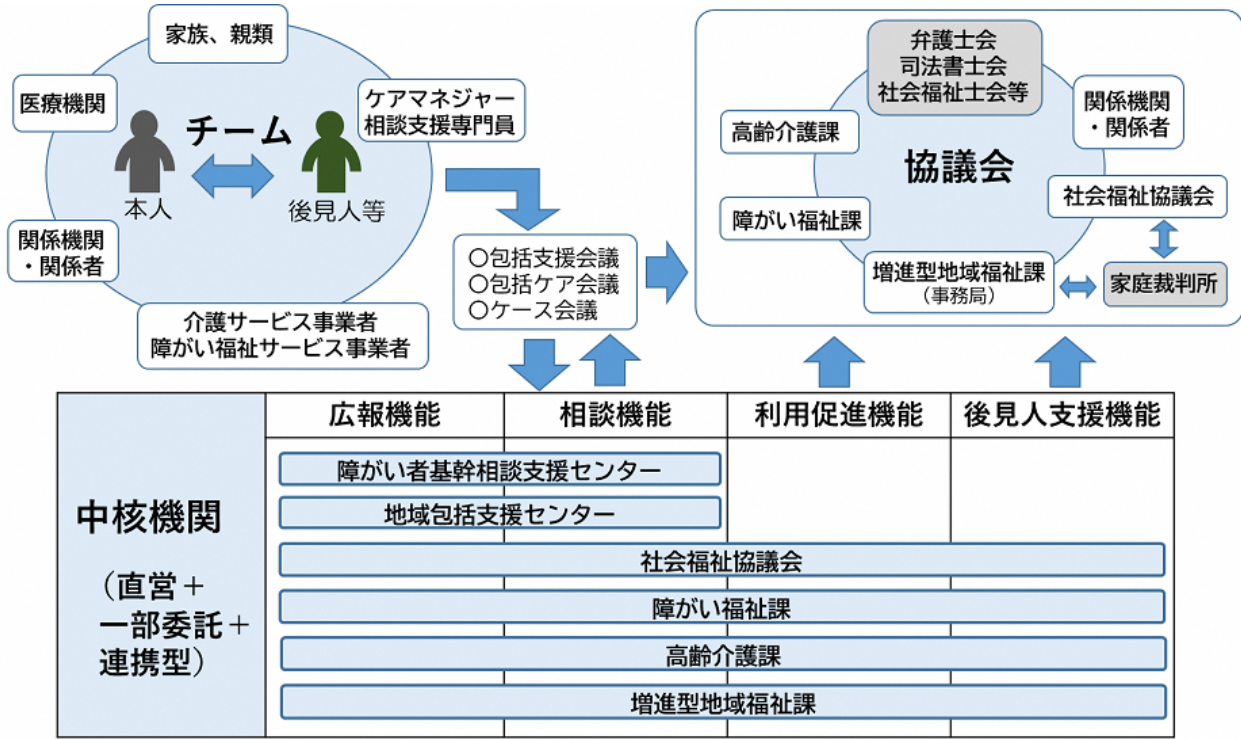 家族、親類
医療機関
ケアマネジャー
相談支援専門員
チーム
本人
後見人等
関係機関
・関係者
介護サービス事業者
障がい福祉サービス事業者
○包括支援会議
○包括ケア会議
○ケース会議
弁護士会
司法書士会
社会福祉士会等
関係機関
・関係者
高齢介護課
協議会
社会福祉協議会
障がい福祉課
増進型地域福祉課
（事務局）
家庭裁判所
中核機関
（直営＋
一部委託＋
連携型）
広報機能
相談機能
利用促進機能
後見人支援機能
障がい者基幹相談支援センター
地域包括支援センター
社会福祉協議会
障がい福祉課
高齢介護課
増進型地域福祉課